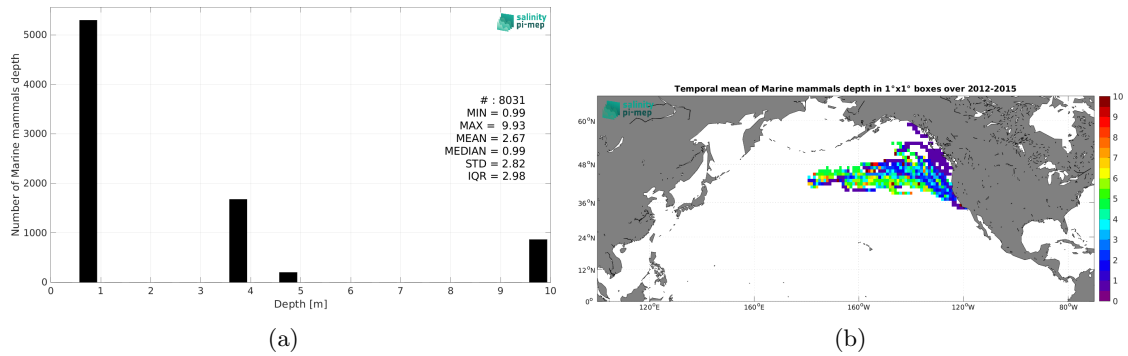 5000
4000
3000
2000
1000
0
Number of Marine mammals depth
salinity
pi-mep
# : 8031
MIN = 0.99
MAX = 9.93
MEAN = 2.67
MEDIAN = 0.99
STD = 2.82
IQR = 2.98
0 1 2 3 4 5 6 7 8 9 10
Depth [m]
(a)
Temporal mean of Marine mammals depth in 1°x1° boxes over 2012-2015
salinity
pi-mep
60°N
48°N
36°N
24°N
12°N
0°
120°E 160°E 160°W 120°W 80°W
10
9
8
7
6
5
4
3
2
1
0
(b)